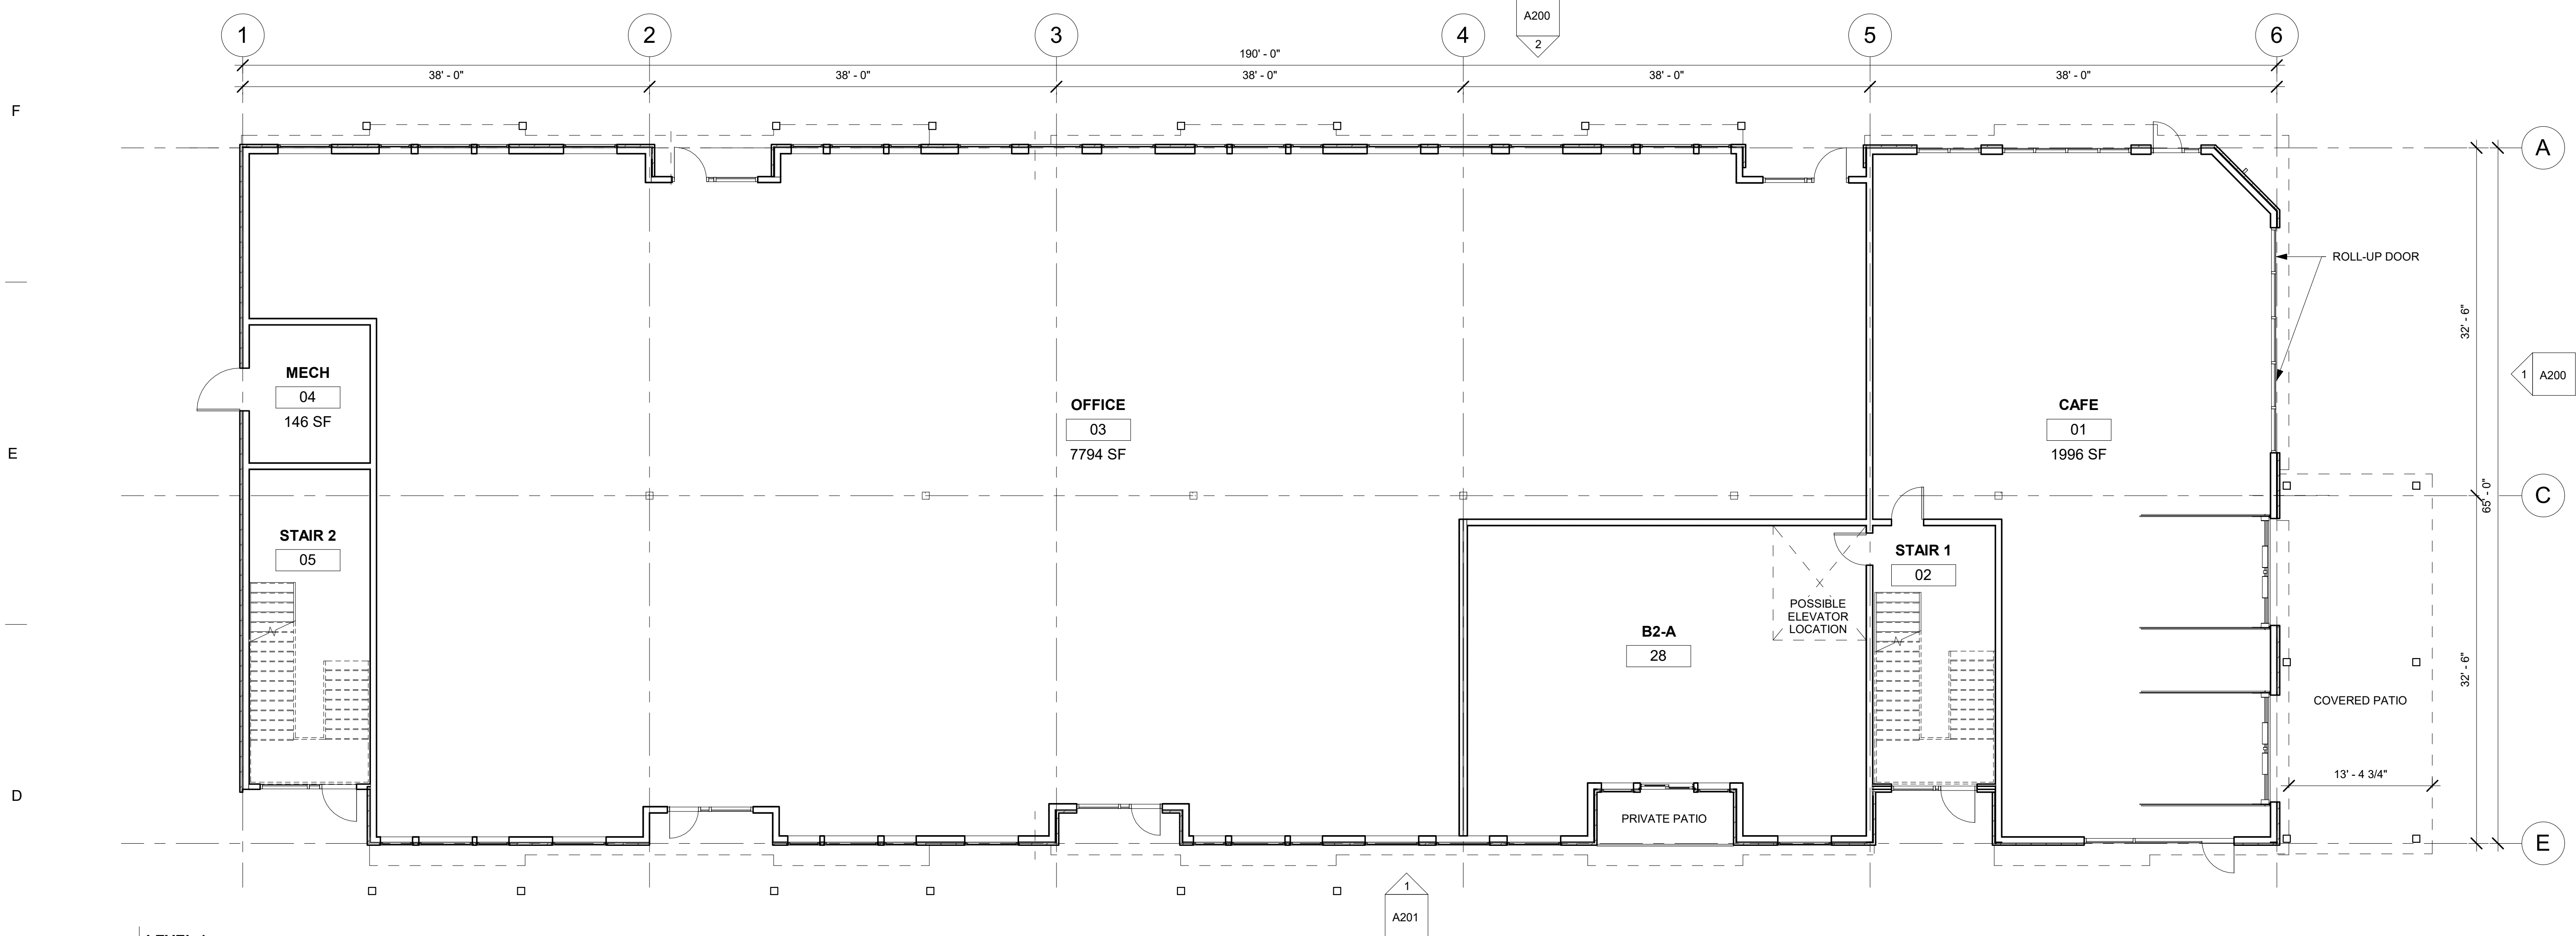 A200
2
1
2
3
4
5
6
190' - 0"
38' - 0"
38' - 0"
38' - 0"
38' - 0"
38' - 0"
F
A
ROLL-UP DOOR
32' - 6"
MECH
04
146 SF
OFFICE
03
7794 SF
CAFE
01
1996 SF
1
A200
E
C
65' - 0"
STAIR 2
05
STAIR 1
02
POSSIBLE
ELEVATOR
LOCATION
B2-A
28
32' - 6"
COVERED PATIO
13' - 4 3/4"
D
PRIVATE PATIO
E
1
A201